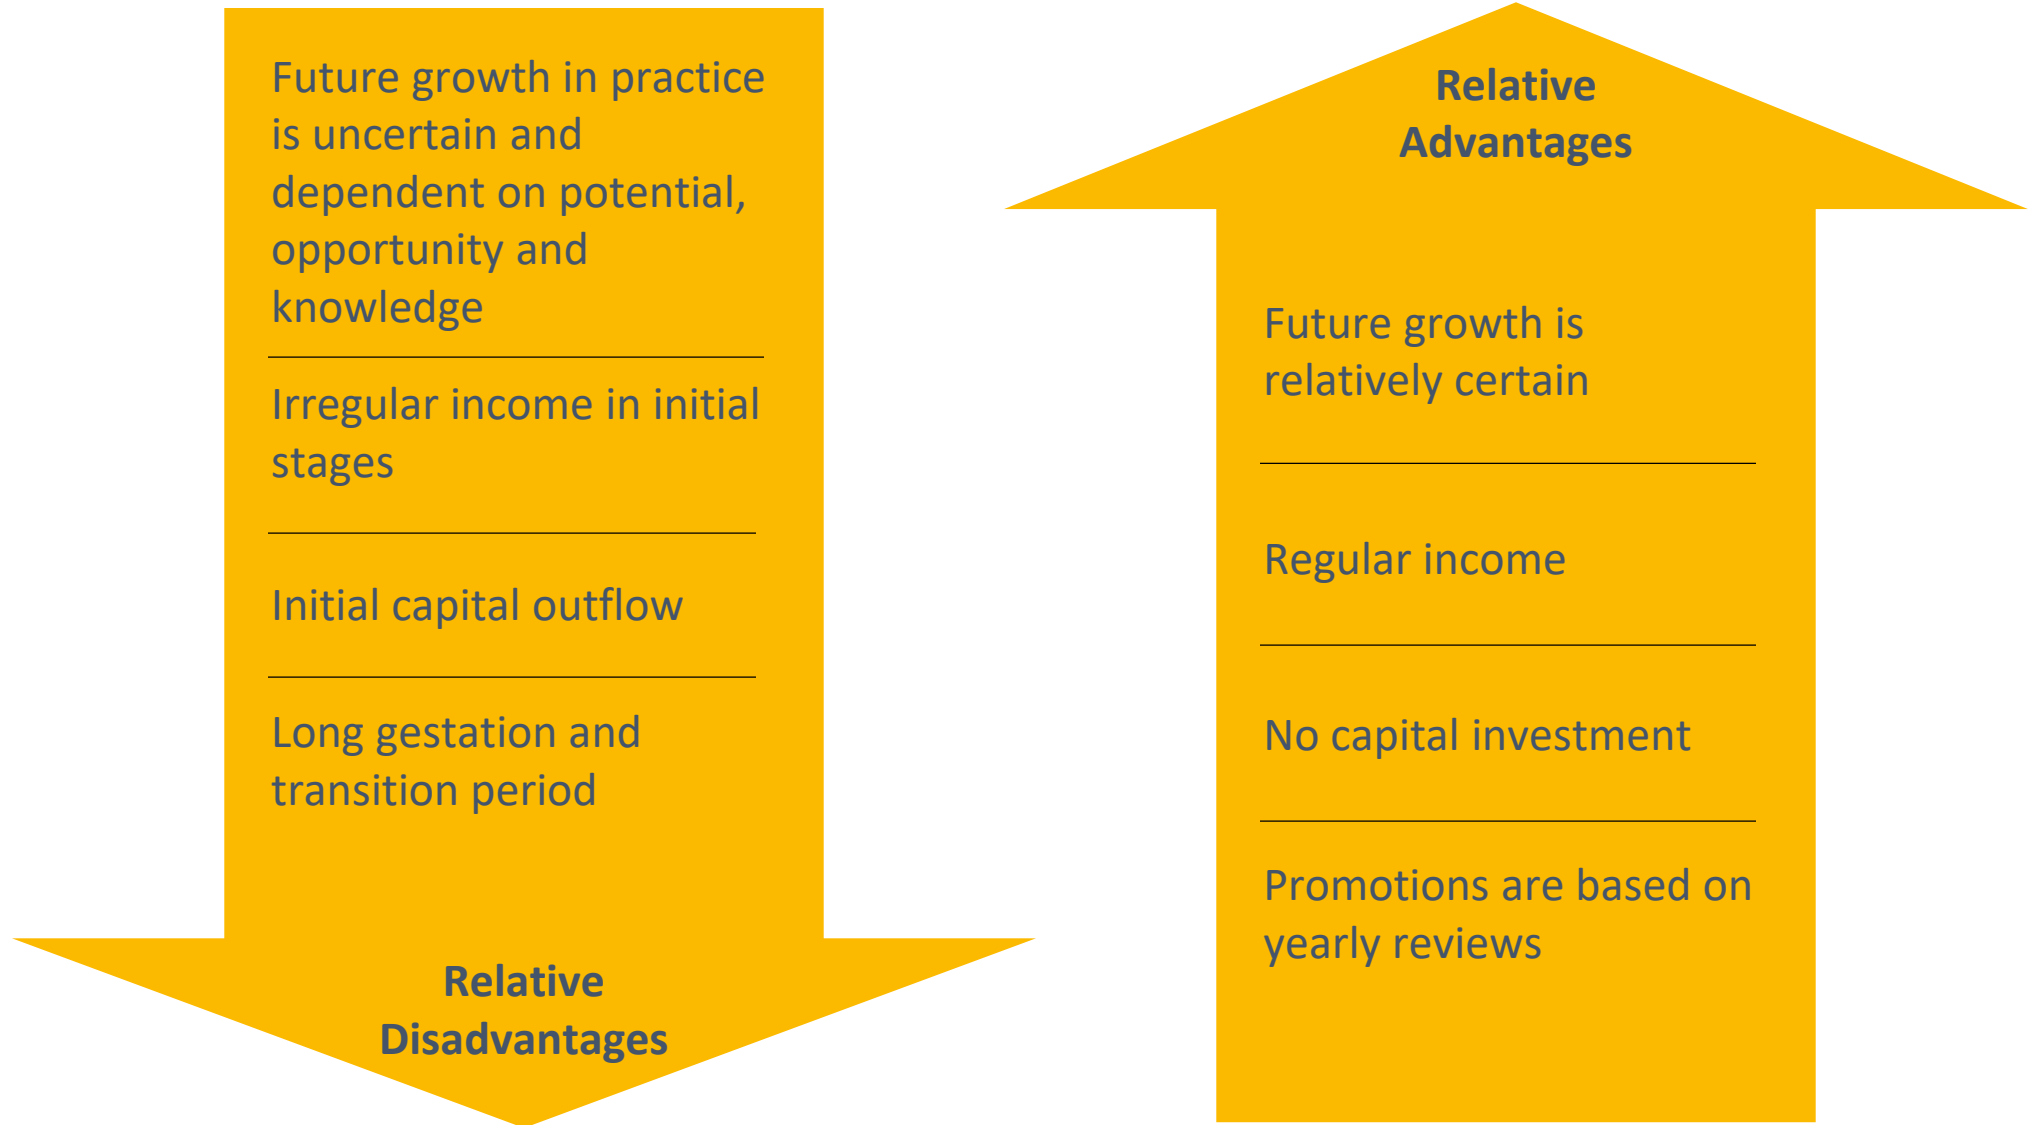 Future growth in practice
is uncertain and
dependent on potential,
opportunity and
knowledge
Irregular income in initial
stages
Initial capital outflow
Long gestation and
transition period
Relative
Disadvantages
Relative
Advantages
Future growth is
relatively certain
Regular income
No capital investment
Promotions are based on
yearly reviews